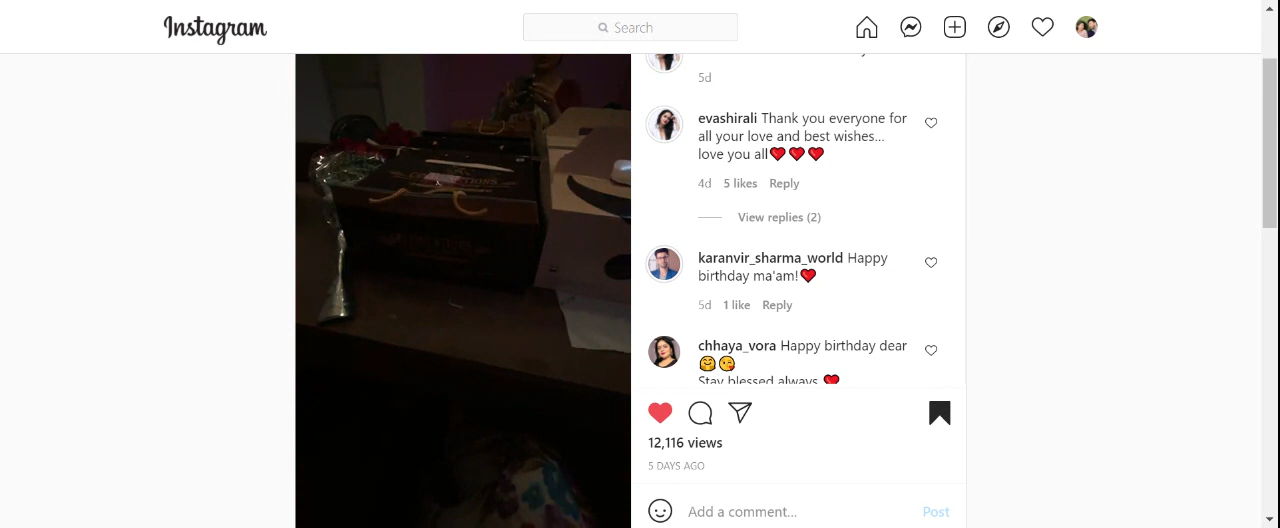 Instagram
Search
5d
evashirali Thank you everyone for
all your love and best wishes...
love you all❤️❤️❤️
4d 5 likes Reply
View replies (2)
karanvir_sharma_world Happy
birthday ma'am!❤️
5d 1 like Reply
chhaya_vora Happy birthday dear
🤗😘
Stay blessed always ❤️
12,116 views
5 DAYS AGO
Add a comment...
Post